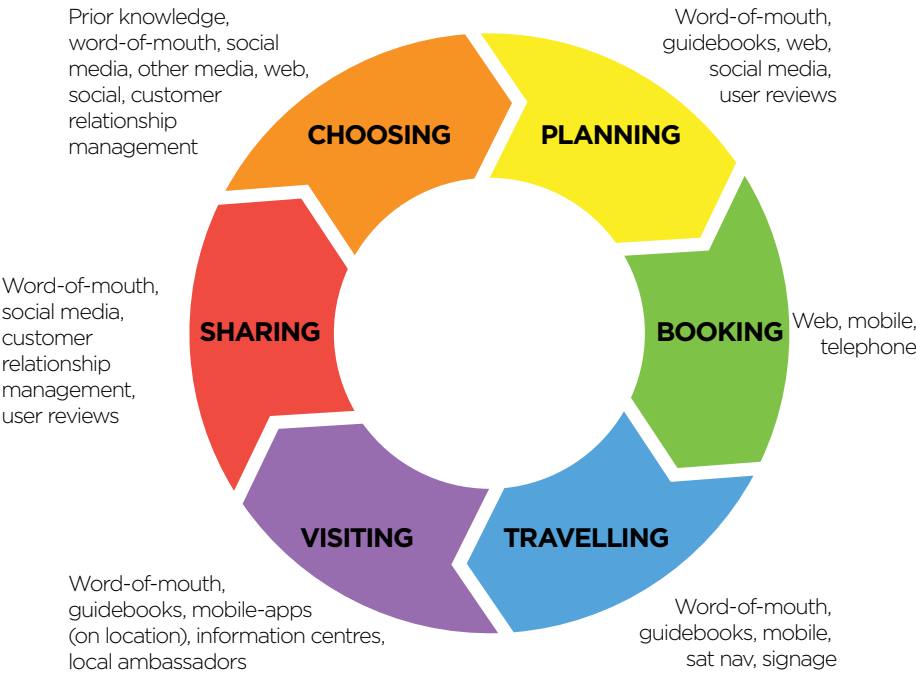 Prior knowledge,
word-of-mouth, social
media, other media, web,
social, customer
relationship
management
CHOOSING
Word-of-mouth,
guidebooks, web,
social media,
user reviews
PLANNING
BOOKING
Web, mobile,
telephone
TRAVELLING
Word-of-mouth,
guidebooks, mobile,
sat nav, signage
VISITING
Word-of-mouth,
guidebooks, mobile-apps
(on location), information centres,
local ambassadors
SHARING
Word-of-mouth,
social media,
customer
relationship
management,
user reviews